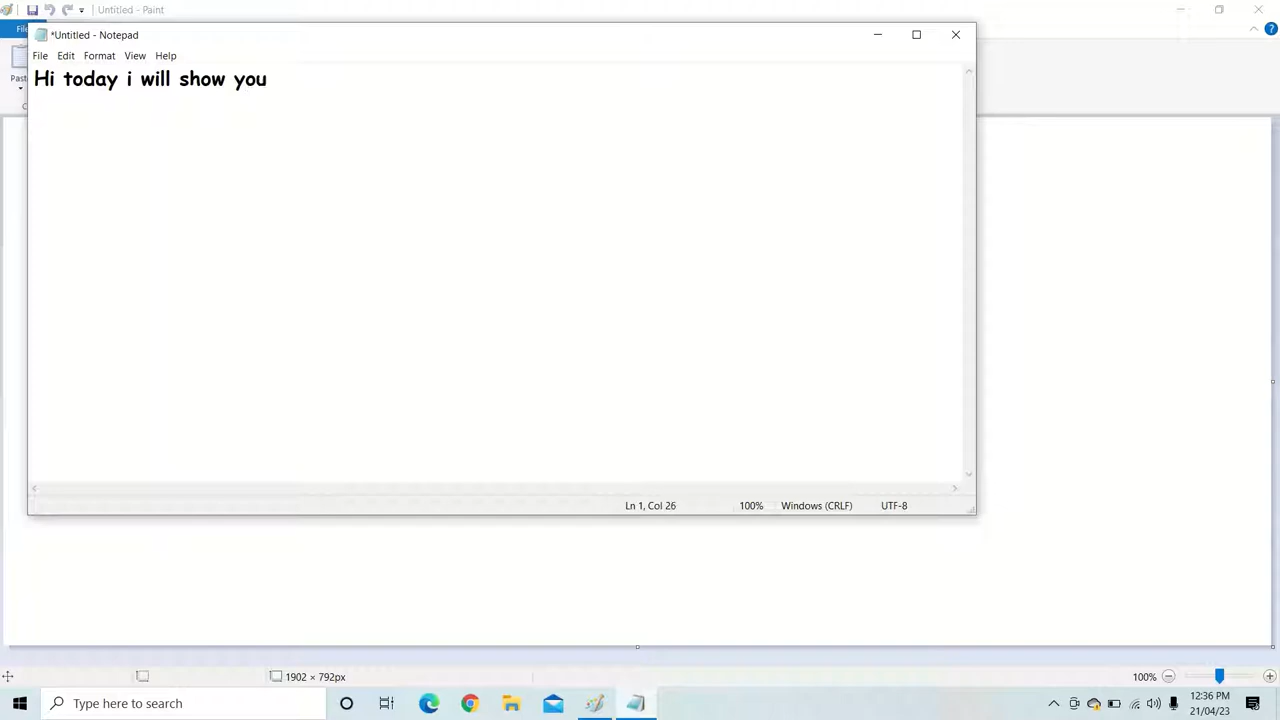 Untitled - Paint
File
*Untitled - Notepad
File Edit Format View Help
Hi today i will show you
Ln 1, Col 26 100% Windows (CRLF) UTF-8
1902 × 792px 100%
Type here to search
12:36 PM
21/04/23